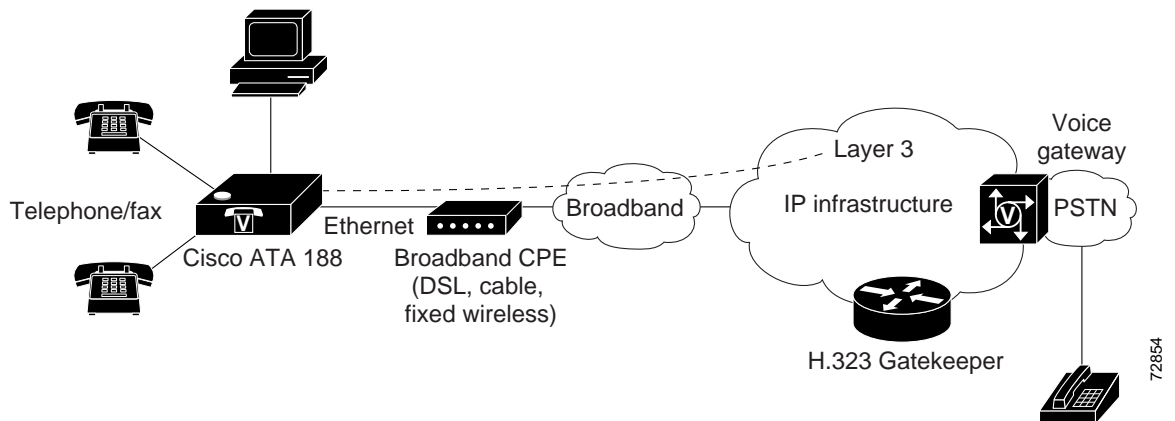 Telephone/fax
V
Cisco ATA 188
Ethernet
Broadband CPE
(DSL, cable,
fixed wireless)
Broadband
Layer 3
IP infrastructure
H.323 Gatekeeper
Voice
gateway
V
PSTN
72854